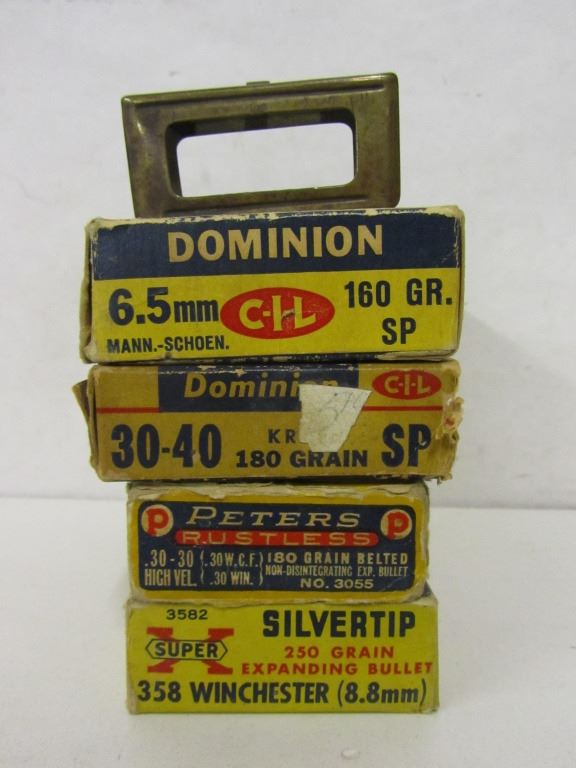 DOMINION
6.5mm C-I-L 160 GR.
MANN.-SCHOEN. SP
Dominion C-I-L
30-40 KR
180 GRAIN SP
P PETERS P
RUSTLESS
.30-30 (.30 W.C.F.) 180 GRAIN BELTED
HIGH VEL. .30 WIN. NON-DISINTEGRATING EXP. BULLET
NO. 3055
3582 SILVERTIP
SUPER X 250 GRAIN
EXPANDING BULLET
358 WINCHESTER (8.8mm)